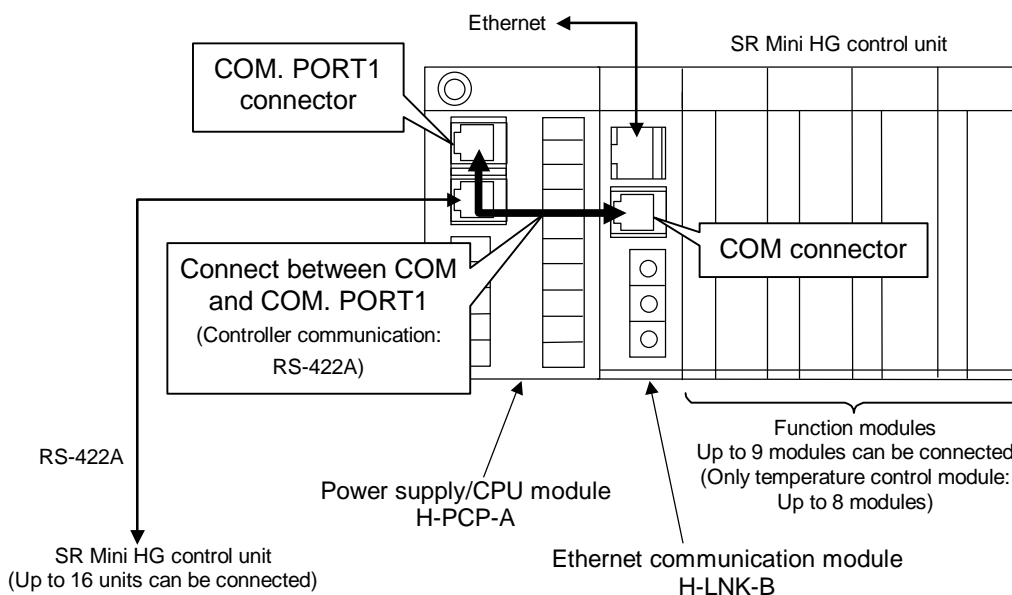 Ethernet
SR Mini HG control unit
COM. PORT1
connector
COM connector
Connect between COM
and COM. PORT1
(Controller communication:
RS-422A)
RS-422A
Function modules
Up to 9 modules can be connected
(Only temperature control module:
Up to 8 modules)
Power supply/CPU module
H-PCP-A
Ethernet communication module
H-LNK-B
SR Mini HG control unit
(Up to 16 units can be connected)